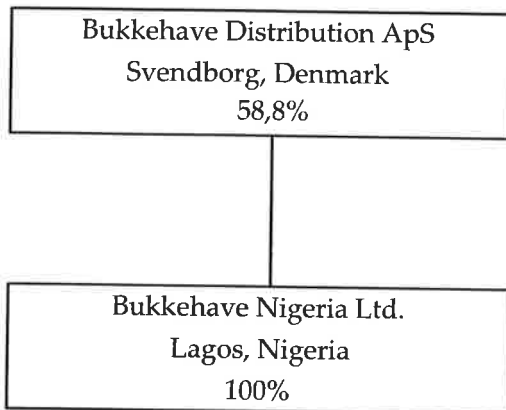 Bukkehave Distribution ApS
Svendborg, Denmark
58,8%
Bukkehave Nigeria Ltd.
Lagos, Nigeria
100%